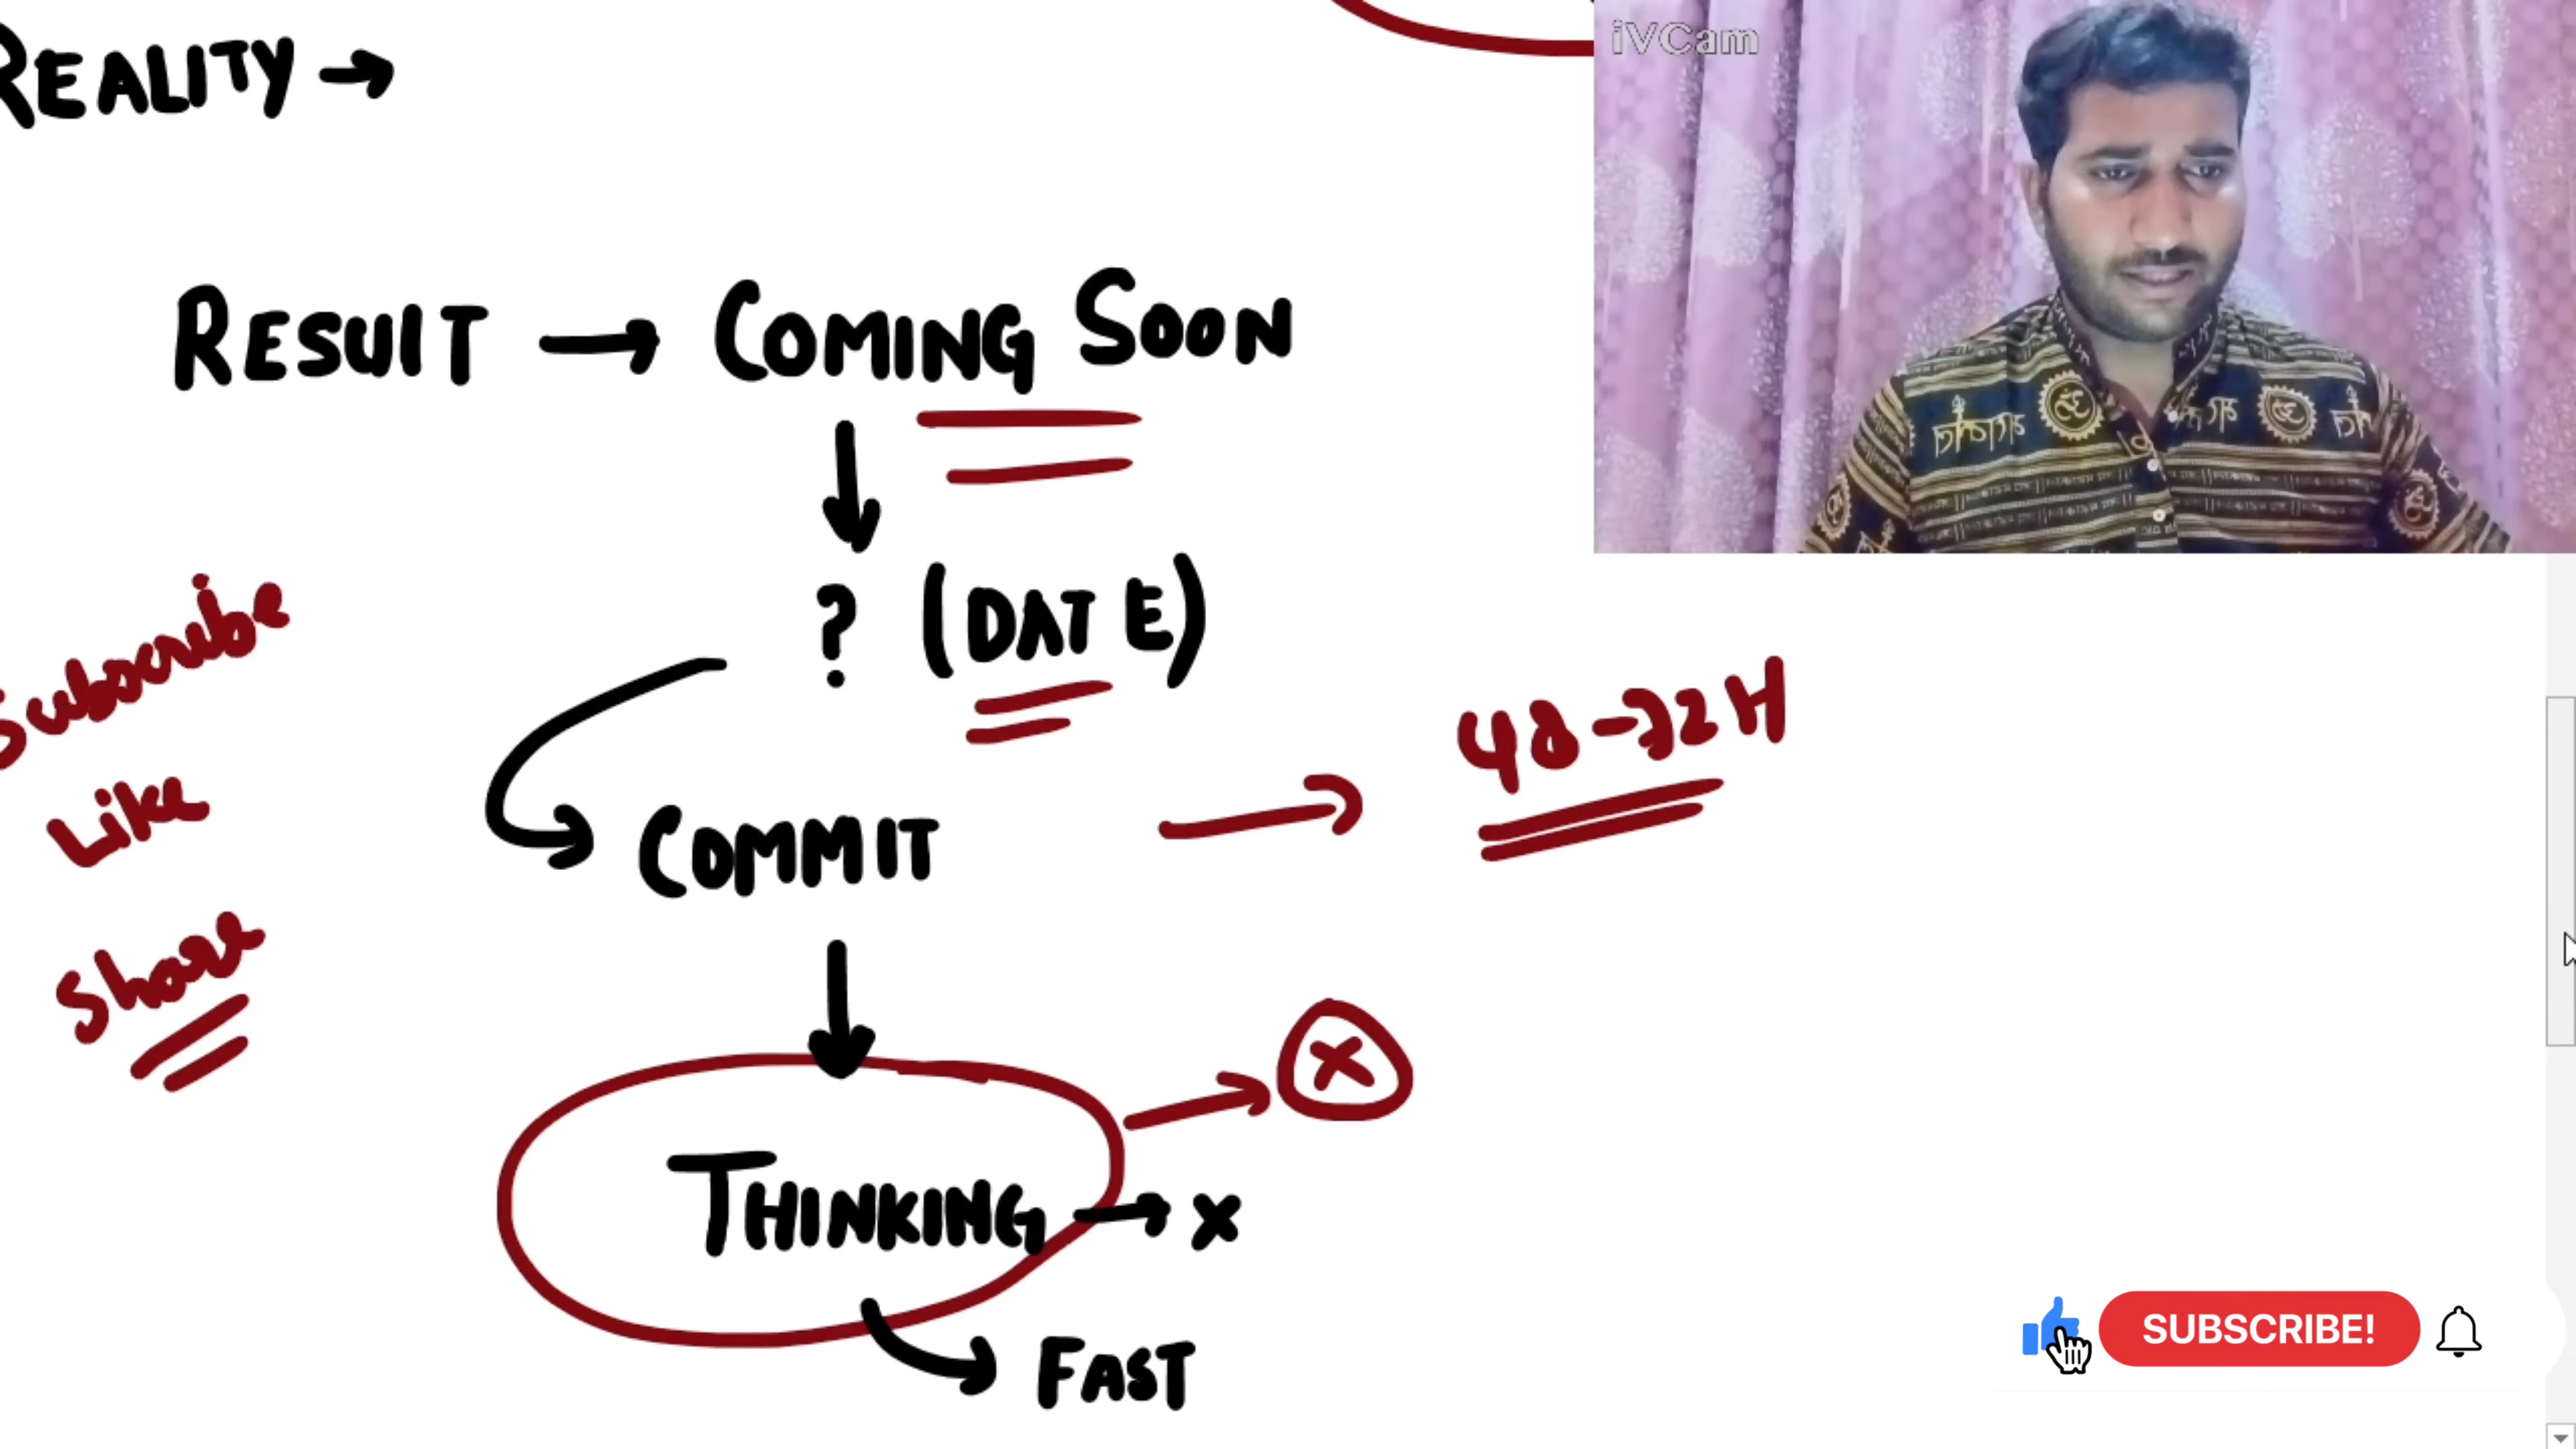 REALITY →
iVCam
RESULT → COMING SOON
? (DATE)
Subscribe
48-72H
Like
COMMIT
Share
X
THINKING → X
FAST
SUBSCRIBE!